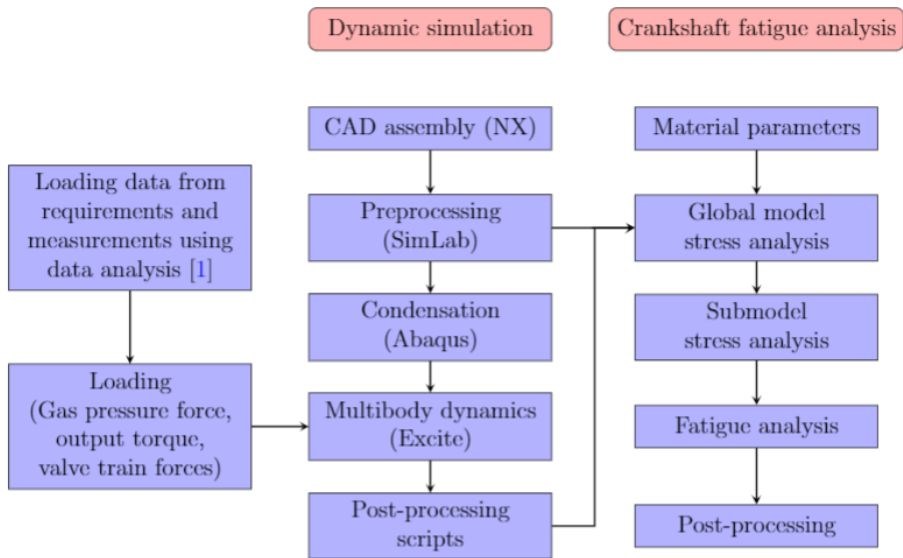 Dynamic simulation
Crankshaft fatigue analysis
Loading data from
requirements and
measurements using
data analysis [1]
Loading
(Gas pressure force,
output torque,
valve train forces)
CAD assembly (NX)
Preprocessing
(SimLab)
Condensation
(Abaqus)
Multibody dynamics
(Excite)
Post-processing
scripts
Material parameters
Global model
stress analysis
Submodel
stress analysis
Fatigue analysis
Post-processing